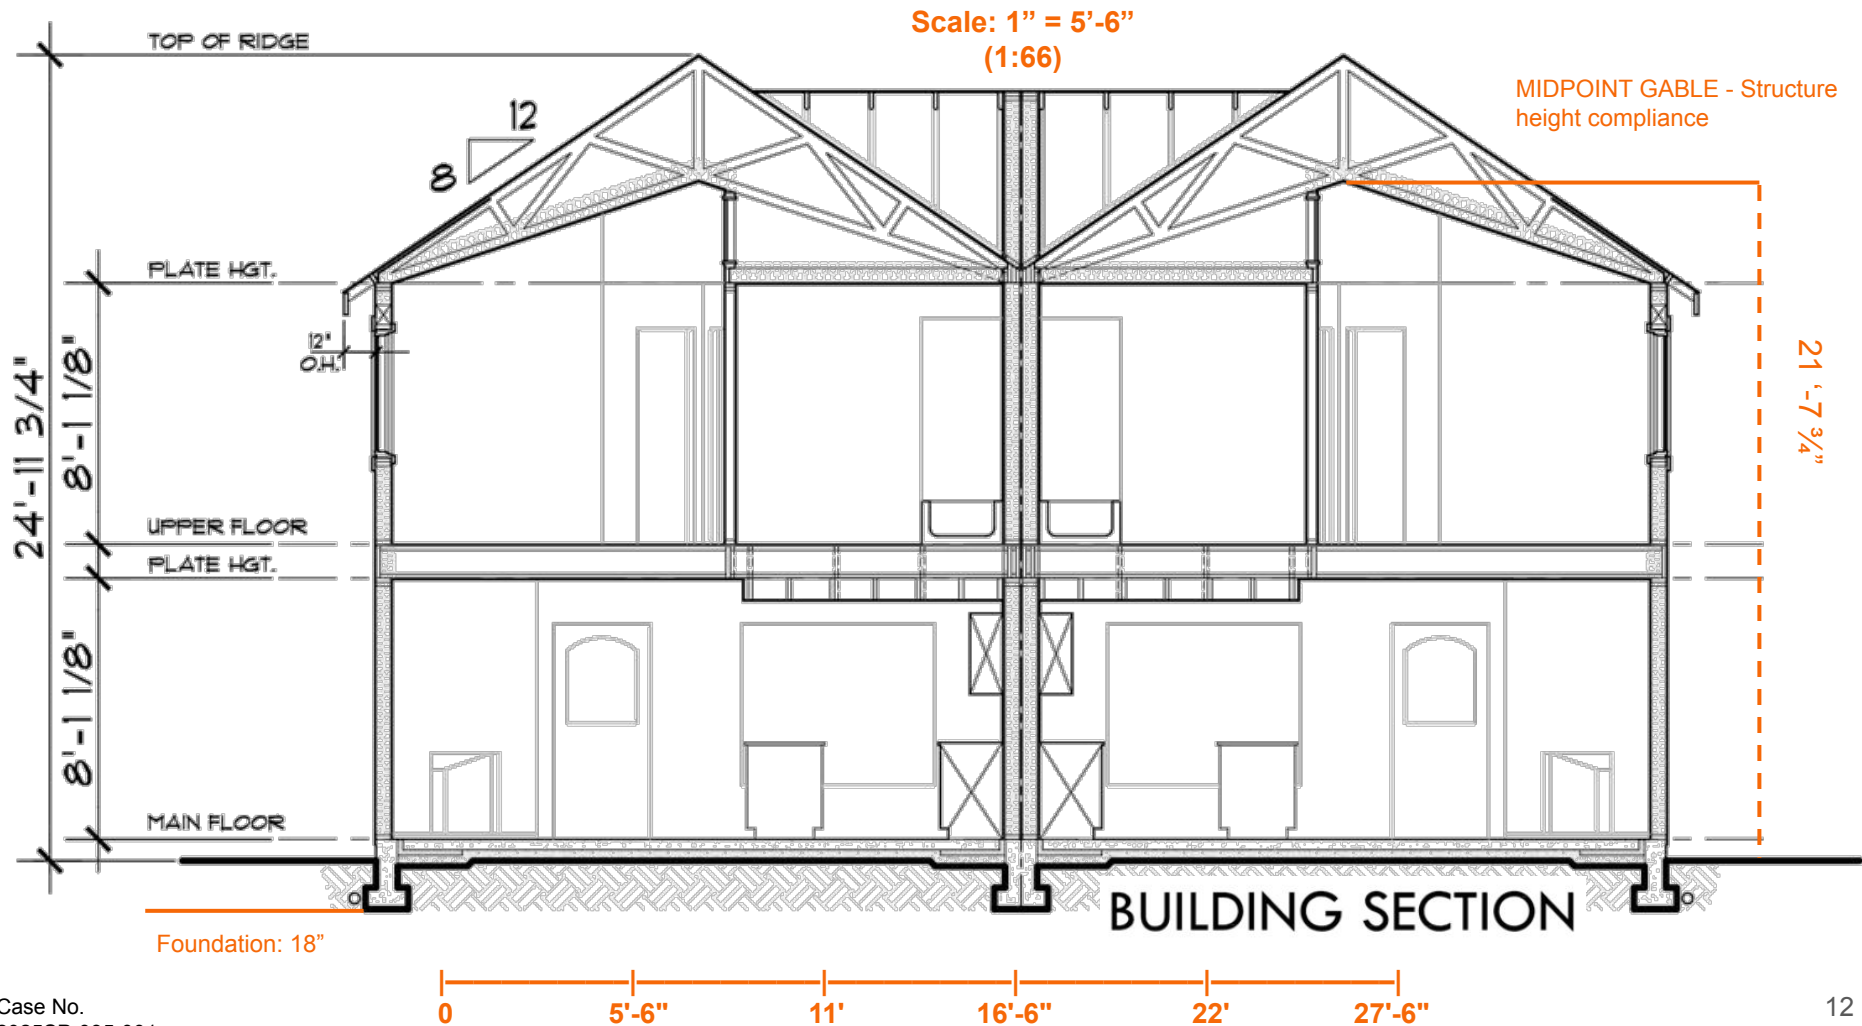 Scale: 1” = 5’-6”
(1:66)
TOP OF RIDGE
MIDPOINT GABLE - Structure
height compliance
12
8
PLATE HGT.
12"
O.H.
24'-11 3/4"
8'-1 1/8"
21 ‘-7 ¾”
UPPER FLOOR
PLATE HGT.
8'-1 1/8"
MAIN FLOOR
BUILDING SECTION
Foundation: 18”
0 5'-6" 11' 16'-6" 22' 27'-6"
Case No.
12